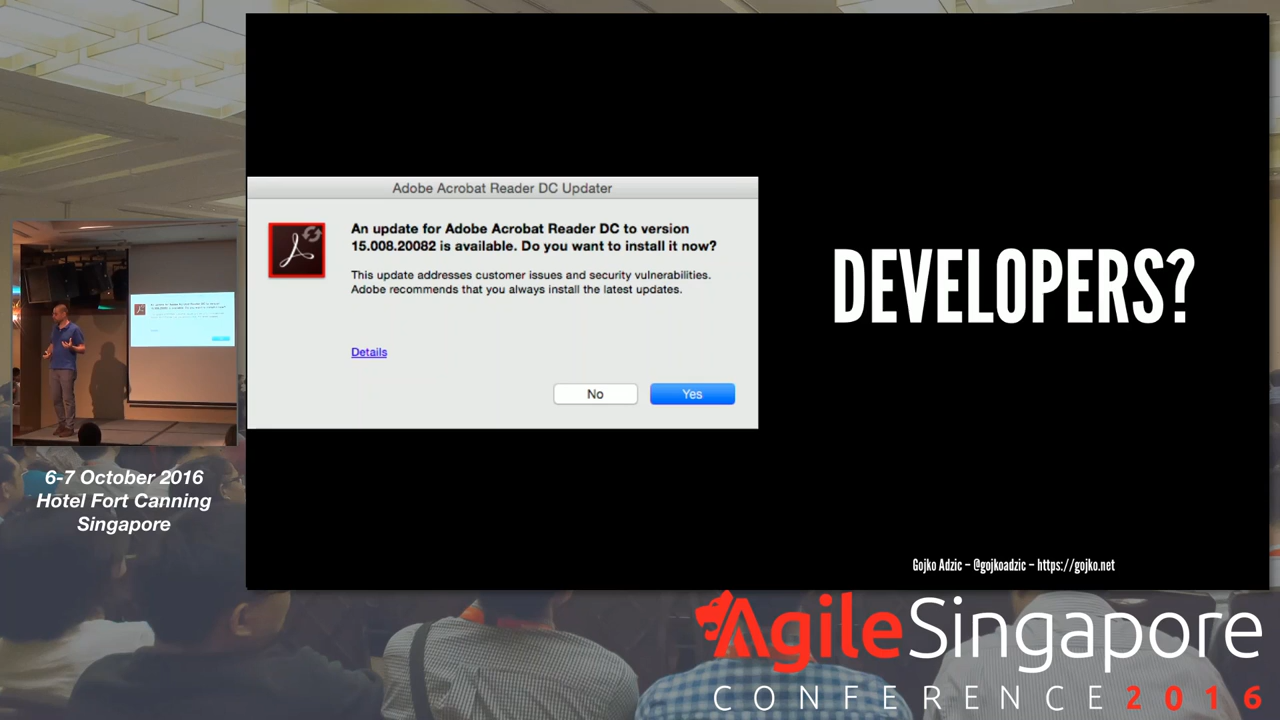 Adobe Acrobat Reader DC Updater
An update for Adobe Acrobat Reader DC to version
15.008.20082 is available. Do you want to install it now?
This update addresses customer issues and security vulnerabilities.
Adobe recommends that you always install the latest updates.
Details
No
Yes
DEVELOPERS?
Gojko Adzic – @gojkoadzic – https://gojko.net
6-7 October 2016
Hotel Fort Canning
Singapore
AgileSingapore
CONFERENCE 2016